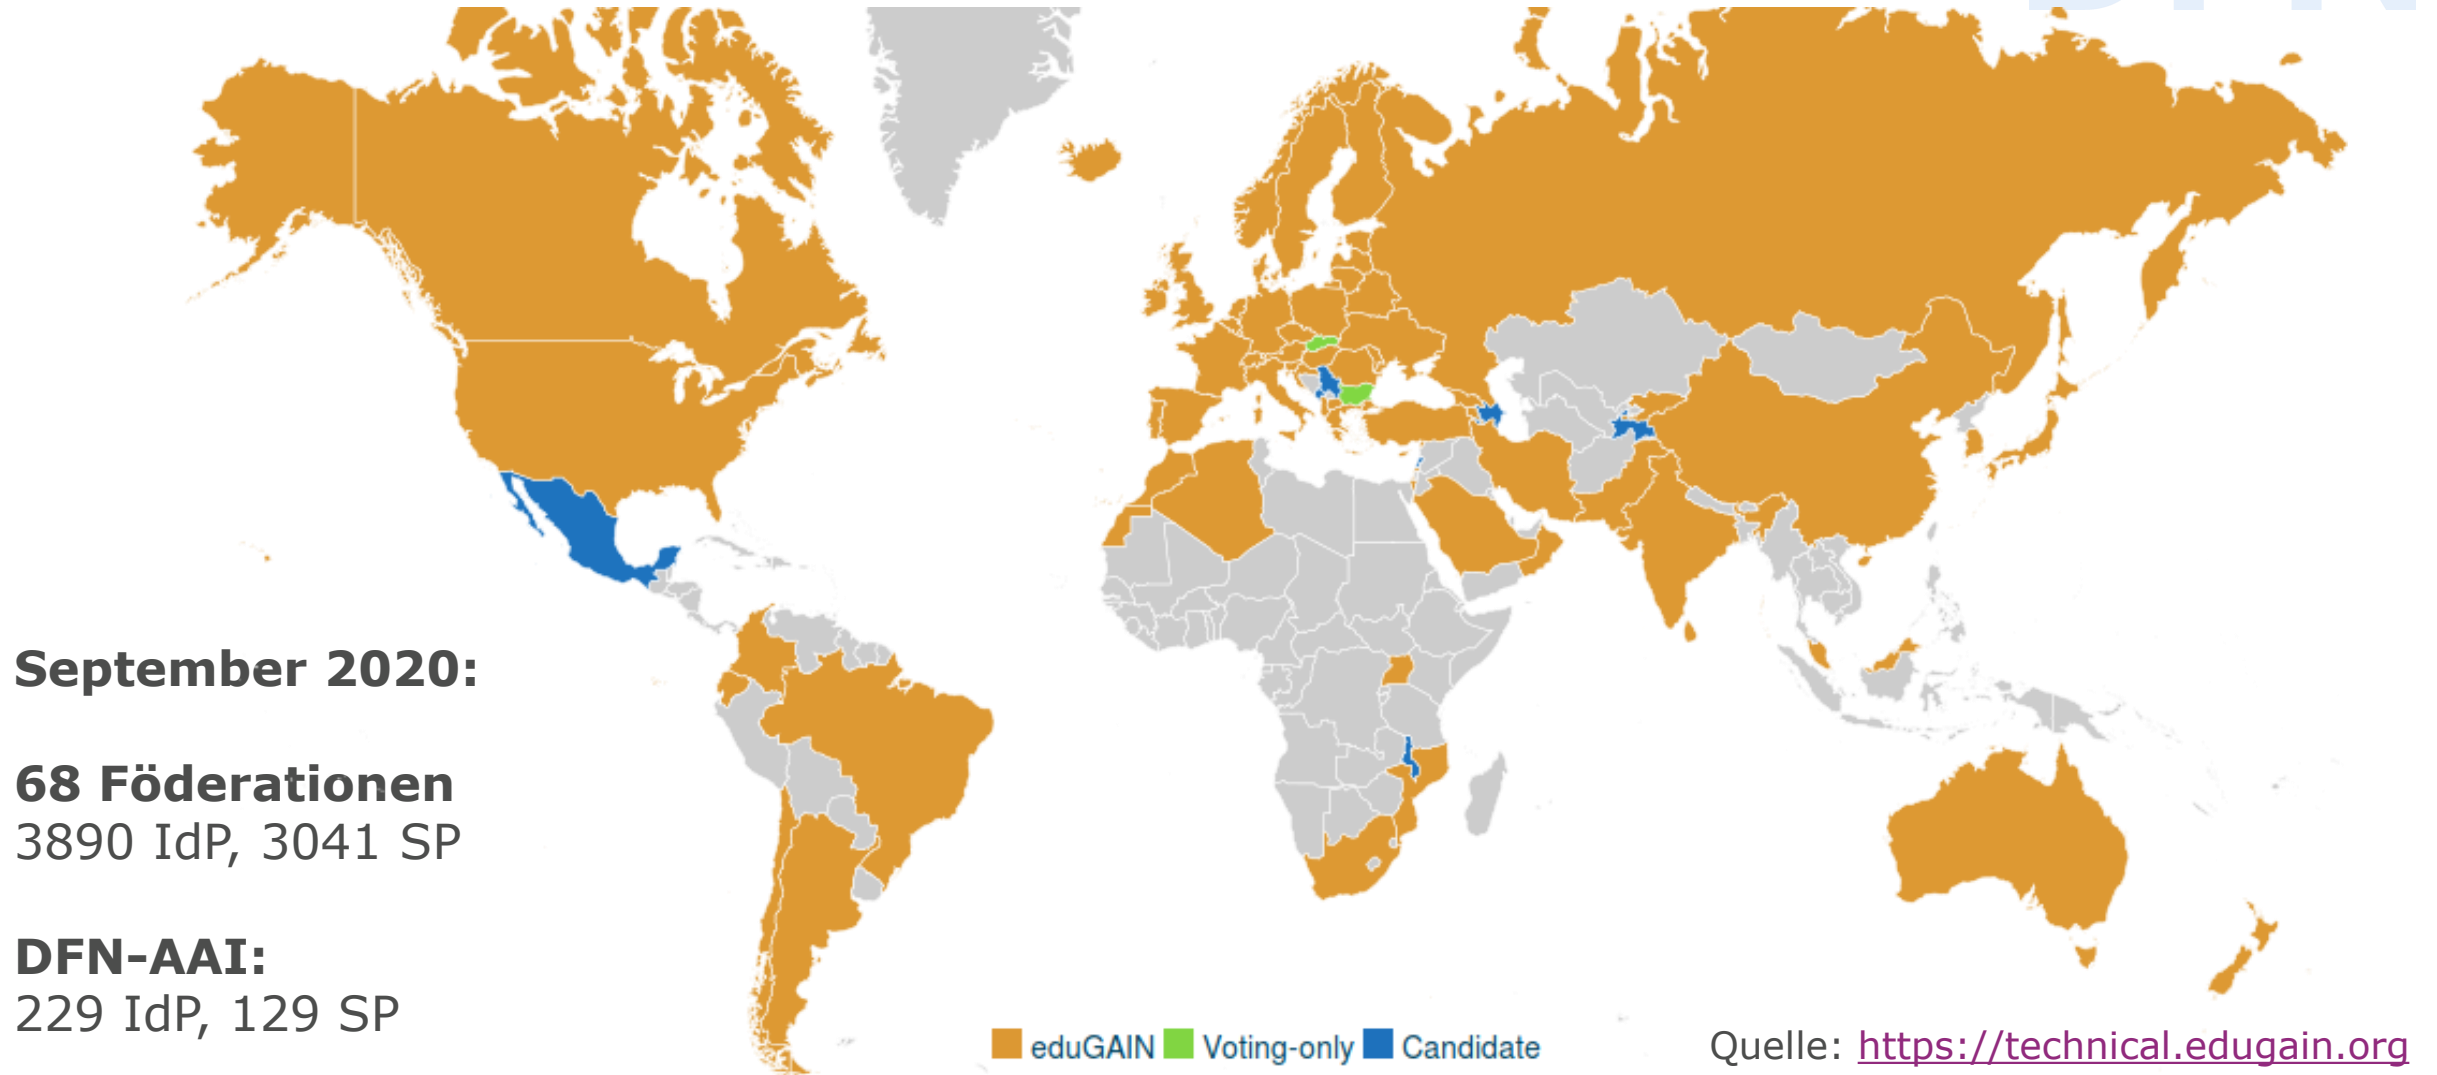 September 2020:
68 Föderationen
3890 IdP, 3041 SP
DFN-AAI:
229 IdP, 129 SP
eduGAIN Voting-only Candidate
Quelle: https://technical.edugain.org